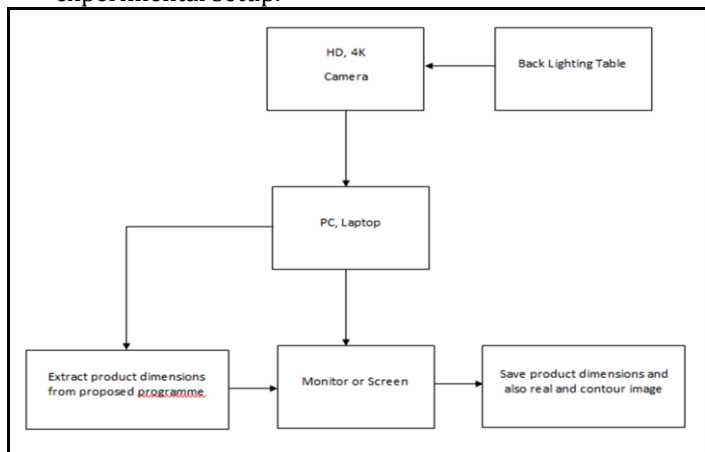 experimental setup.
HD, 4K
Camera
Back Lighting Table
PC, Laptop
Extract product dimensions
from proposed programme
Monitor or Screen
Save product dimensions and
also real and contour image